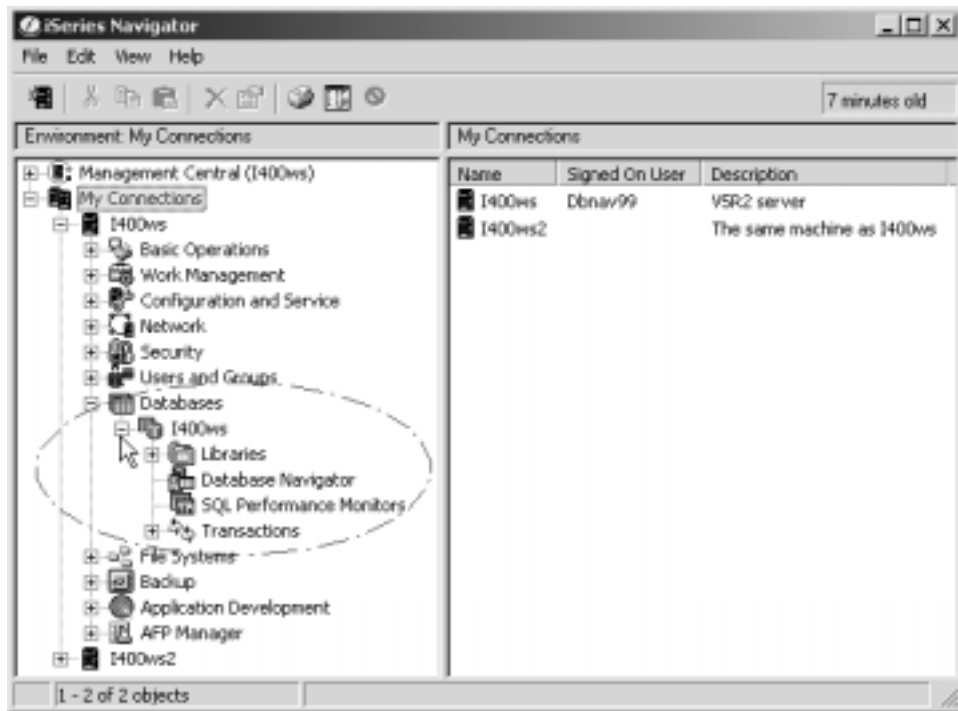 iSeries Navigator
File Edit View Help
7 minutes old
Environment: My Connections
My Connections
Management Central (I400ws)
My Connections
I400ws
Basic Operations
Work Management
Configuration and Service
Network
Security
Users and Groups
Databases
I400ws
Libraries
Database Navigator
SQL Performance Monitors
Transactions
File Systems
Backup
Application Development
AFP Manager
I400ws2
Name Signed On User Description
I400ws Dbnav99 V5R2 server
I400ws2 The same machine as I400ws
1 - 2 of 2 objects